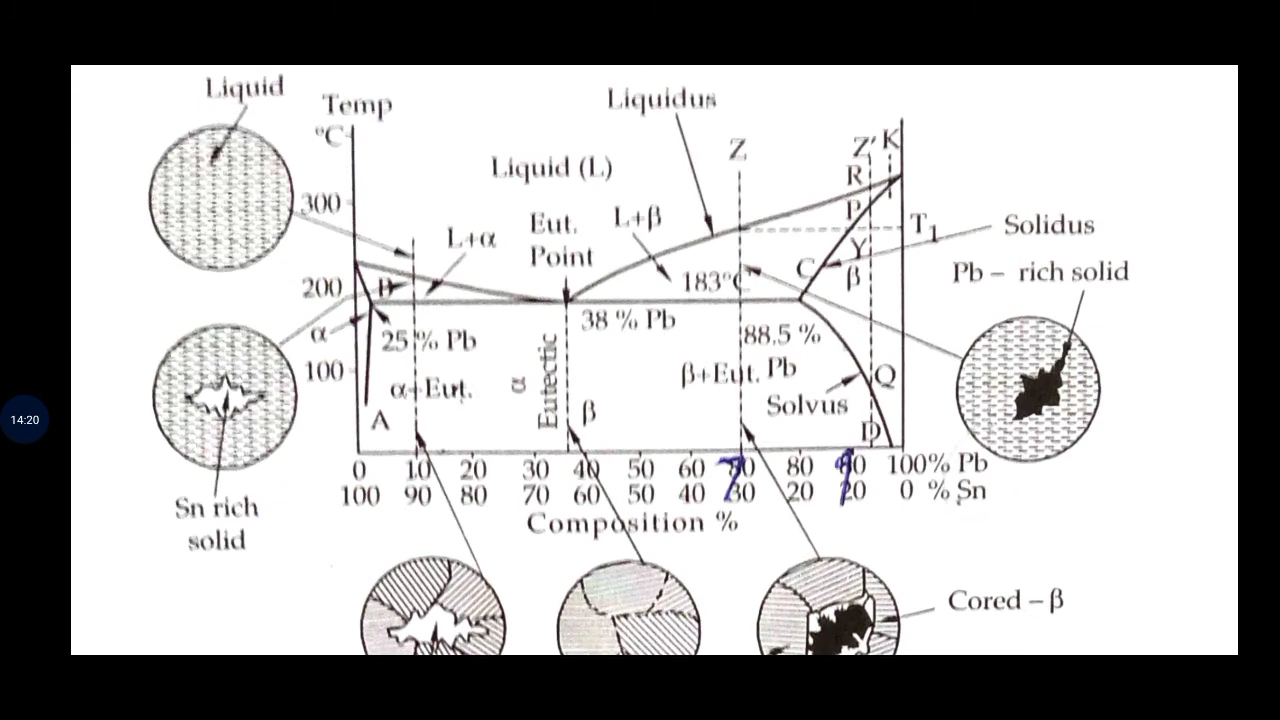 Liquid
Temp
°C
Liquidus
Z
Z′ K
Liquid (L)
R
300
Eut.
L+β
P
T1
Solidus
L+α
Point
Y
C
β
Pb – rich solid
200
B
183°C
38 % Pb
α
25 % Pb
88.5 %
100
α+Eut.
α
Eutectic
β
β+Eut. Pb
Q
Solvus
A
D
0 10 20 30 40 50 60 70 80 90 100% Pb
100 90 80 70 60 50 40 30 20 0 % Sn
Composition %
Sn rich
solid
Cored – β
14:20